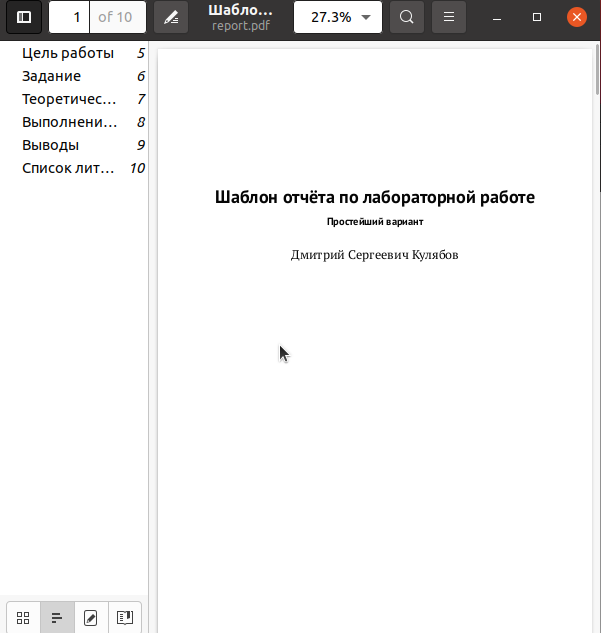 1 of 10
Шабло…
report.pdf
27.3%
Цель работы 5
Задание 6
Теоретичес… 7
Выполнени… 8
Выводы 9
Список лит… 10
Шаблон отчёта по лабораторной работе
Простейший вариант
Дмитрий Сергеевич Кулябов